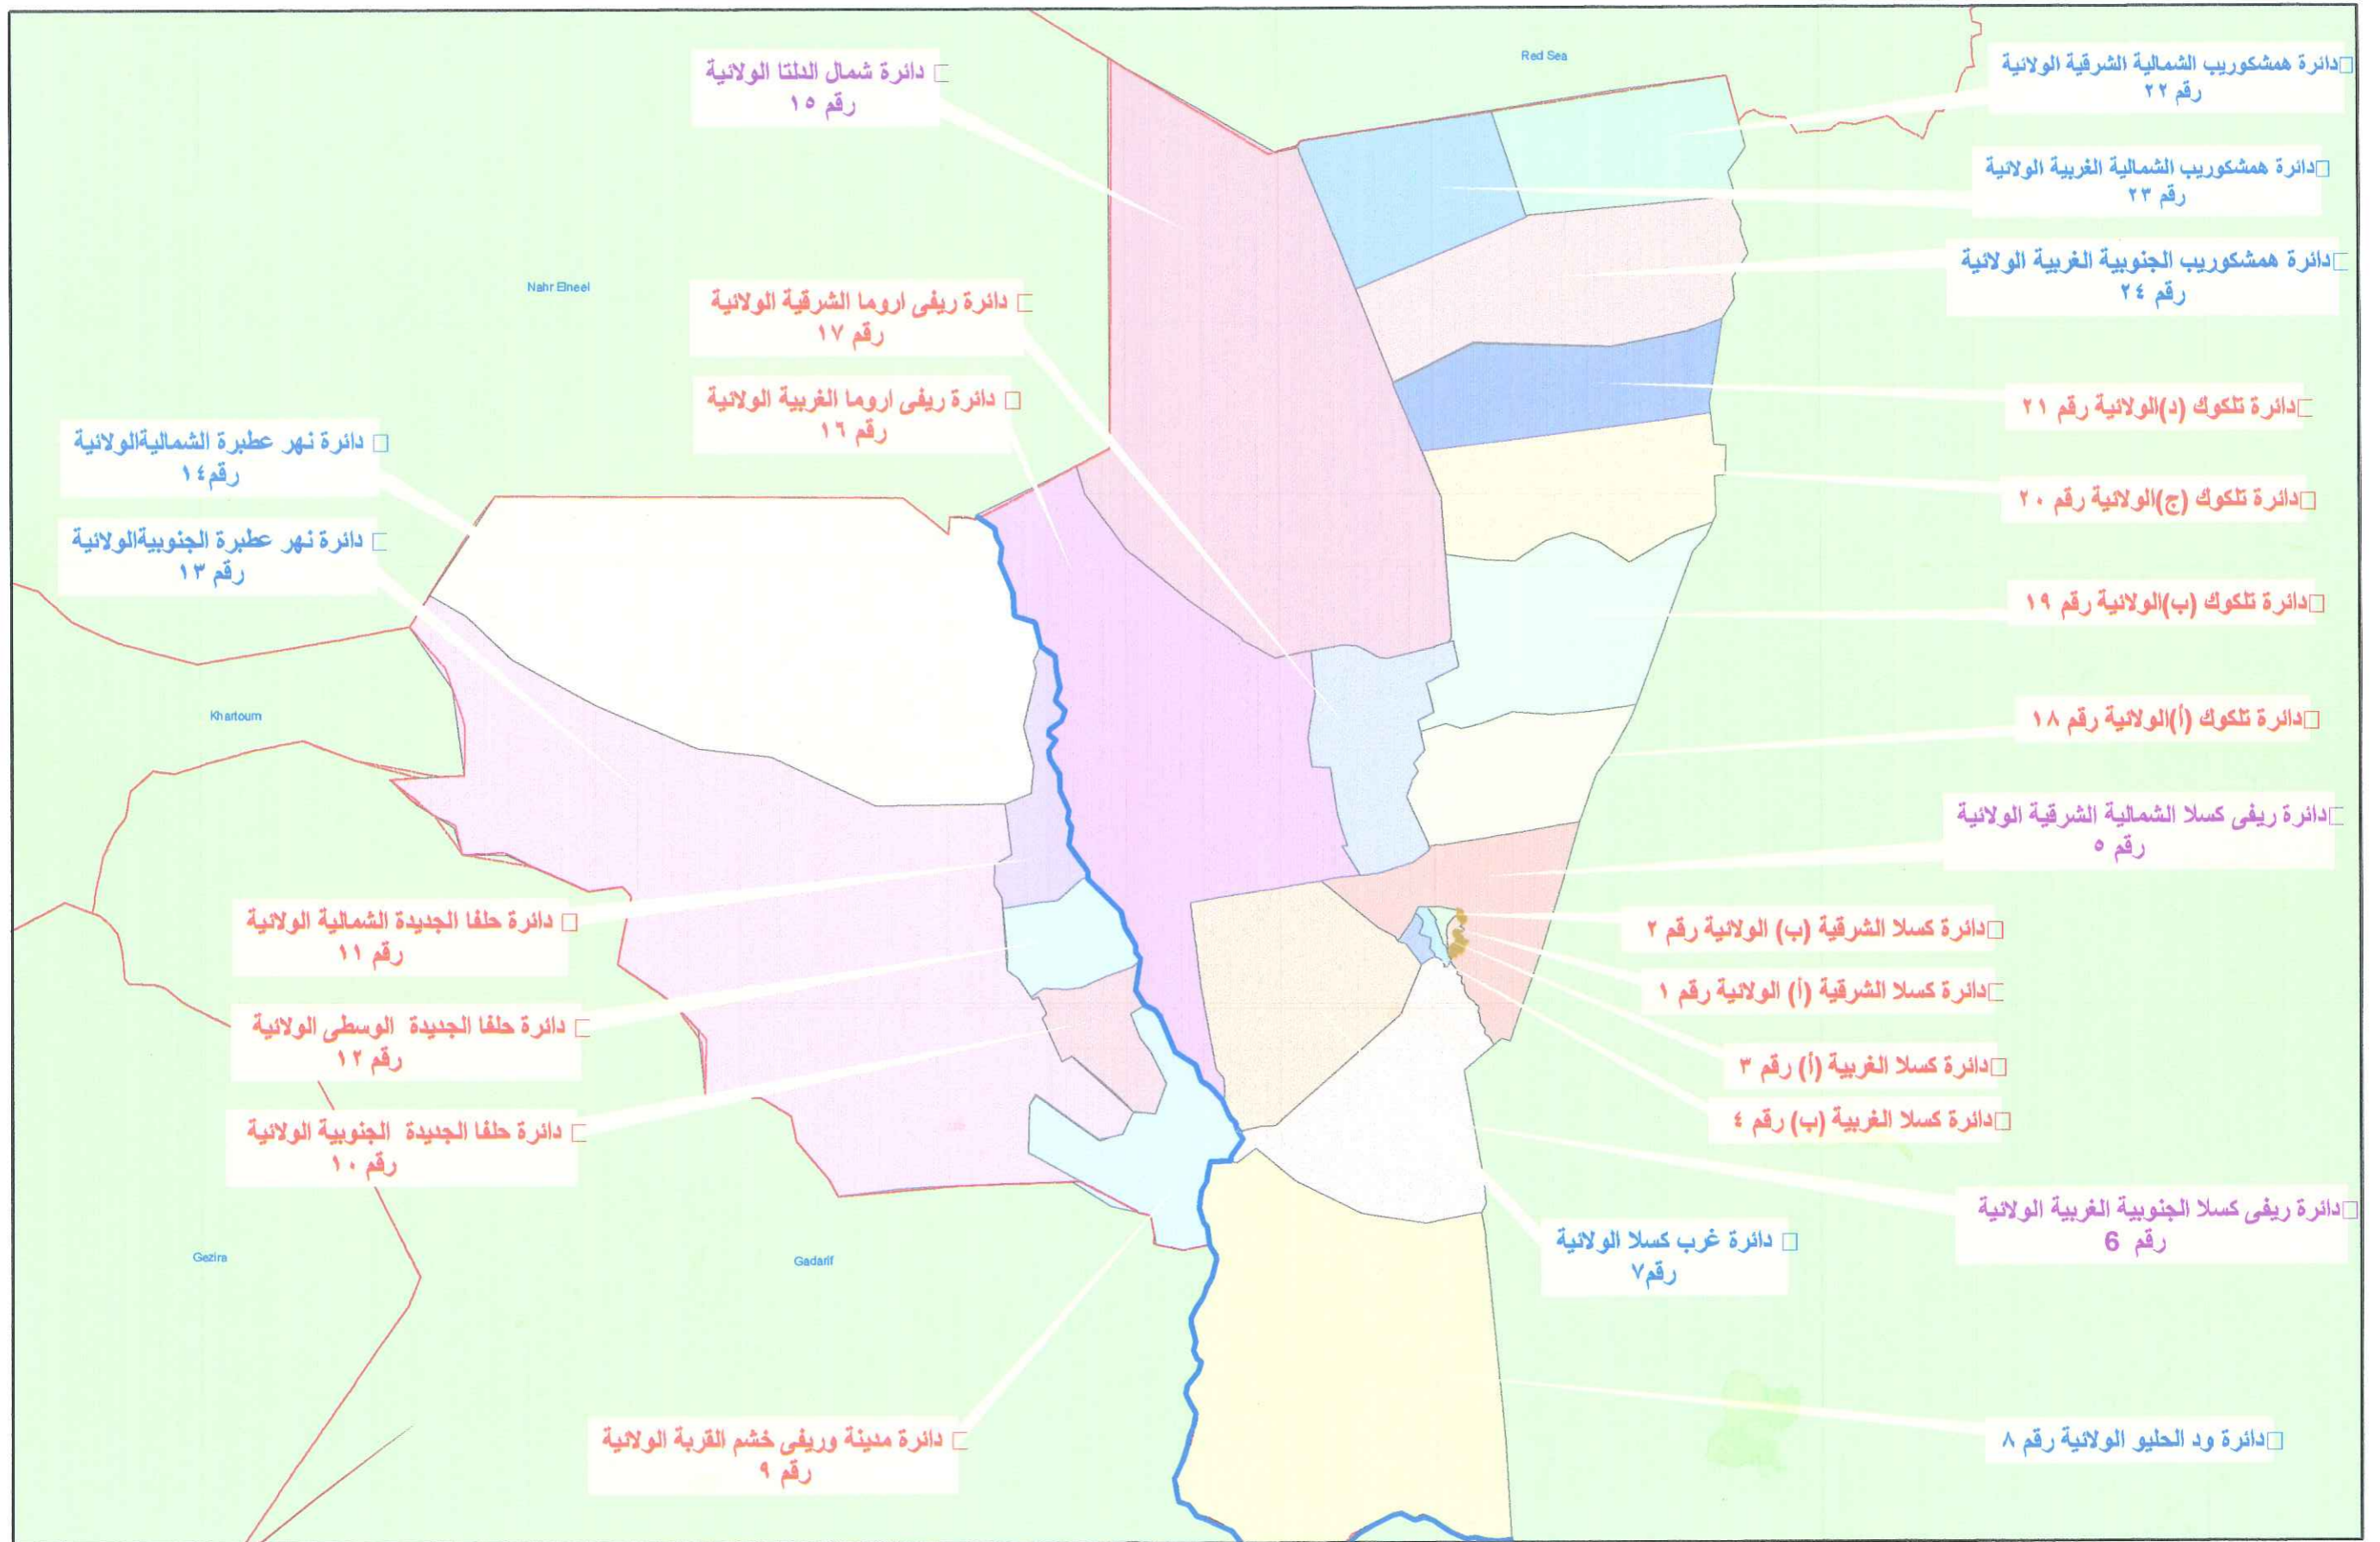 Red Sea
دائرة شمال الدلتا الولائية
رقم ١٥
دائرة همشكوريب الشمالية الشرقية الولائية
رقم ٢٢
دائرة همشكوريب الشمالية الغربية الولائية
رقم ٢٣
دائرة همشكوريب الجنوبية الغربية الولائية
رقم ٢٤
Nahr Elneel
دائرة ريفى اروما الشرقية الولائية
رقم ١٧
دائرة ريفى اروما الغربية الولائية
رقم ١٦
دائرة تلكوك (د)الولائية رقم ٢١
دائرة نهر عطبرة الشماليةالولائية
رقم١٤
دائرة تلكوك (ج)الولائية رقم ٢٠
دائرة نهر عطبرة الجنوبيةالولائية
رقم ١٣
دائرة تلكوك (ب)الولائية رقم ١٩
Khartoum
دائرة تلكوك (أ)الولائية رقم ١٨
دائرة ريفى كسلا الشمالية الشرقية الولائية
رقم ٥
دائرة حلفا الجديدة الشمالية الولائية
رقم ١١
دائرة كسلا الشرقية (ب) الولائية رقم ٢
دائرة كسلا الشرقية (أ) الولائية رقم ١
دائرة حلفا الجديدة الوسطى الولائية
رقم ١٢
دائرة كسلا الغربية (أ) رقم ٣
دائرة كسلا الغربية (ب) رقم ٤
دائرة حلفا الجديدة الجنوبية الولائية
رقم ١٠
دائرة ريفى كسلا الجنوبية الغربية الولائية
رقم 6
دائرة غرب كسلا الولائية
رقم٧
Gezira
Gadarif
دائرة مدينة وريفى خشم القربة الولائية
رقم ٩
دائرة ود الحليو الولائية رقم ٨